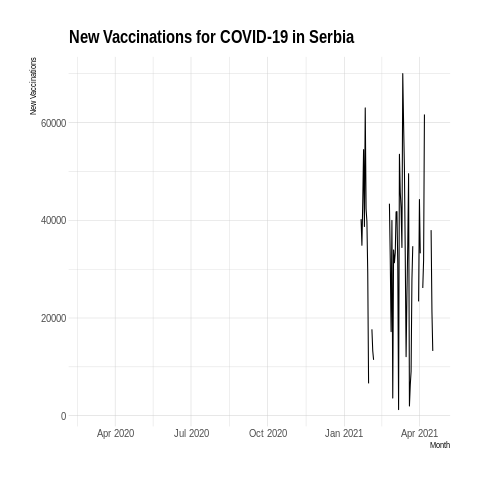 New Vaccinations for COVID-19 in Serbia
New Vaccinations
60000
40000
20000
0
Apr 2020 Jul 2020 Oct 2020 Jan 2021 Apr 2021
Month